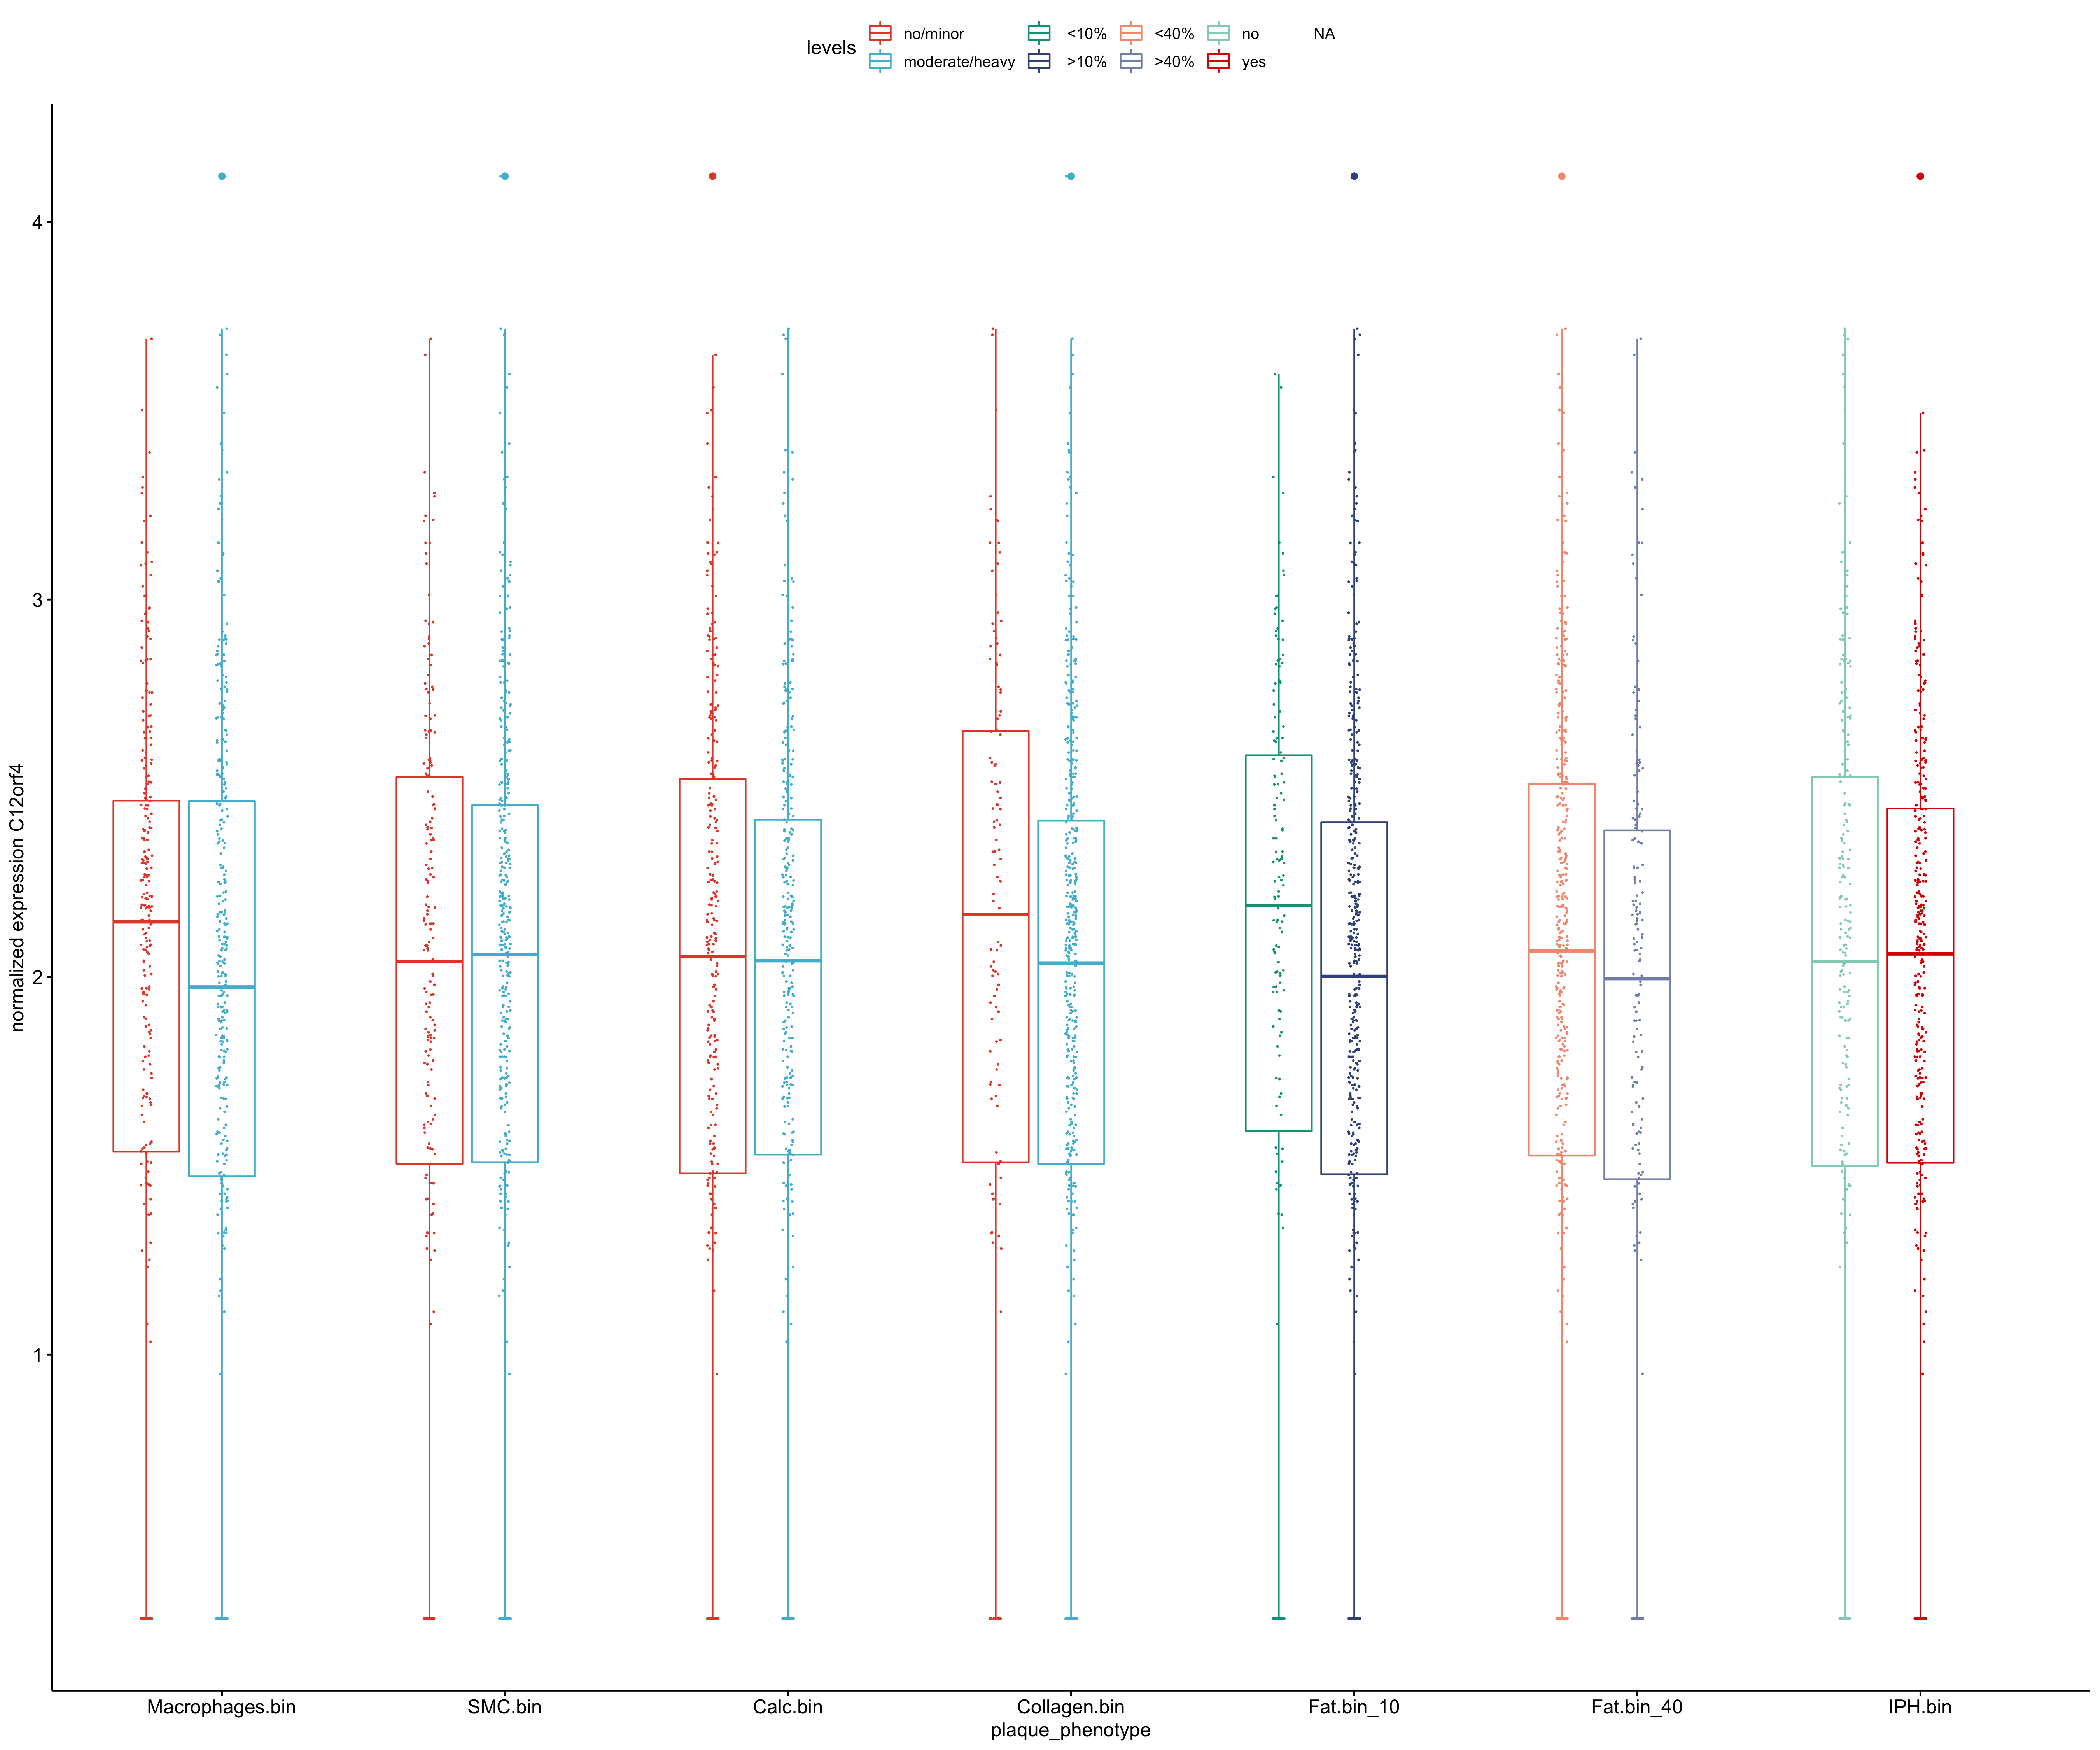 levels
no/minor <10% <40% no NA
moderate/heavy >10% >40% yes
normalized expression C12orf4
4
3
2
1
Macrophages.bin SMC.bin Calc.bin Collagen.bin Fat.bin_10 Fat.bin_40 IPH.bin
plaque_phenotype